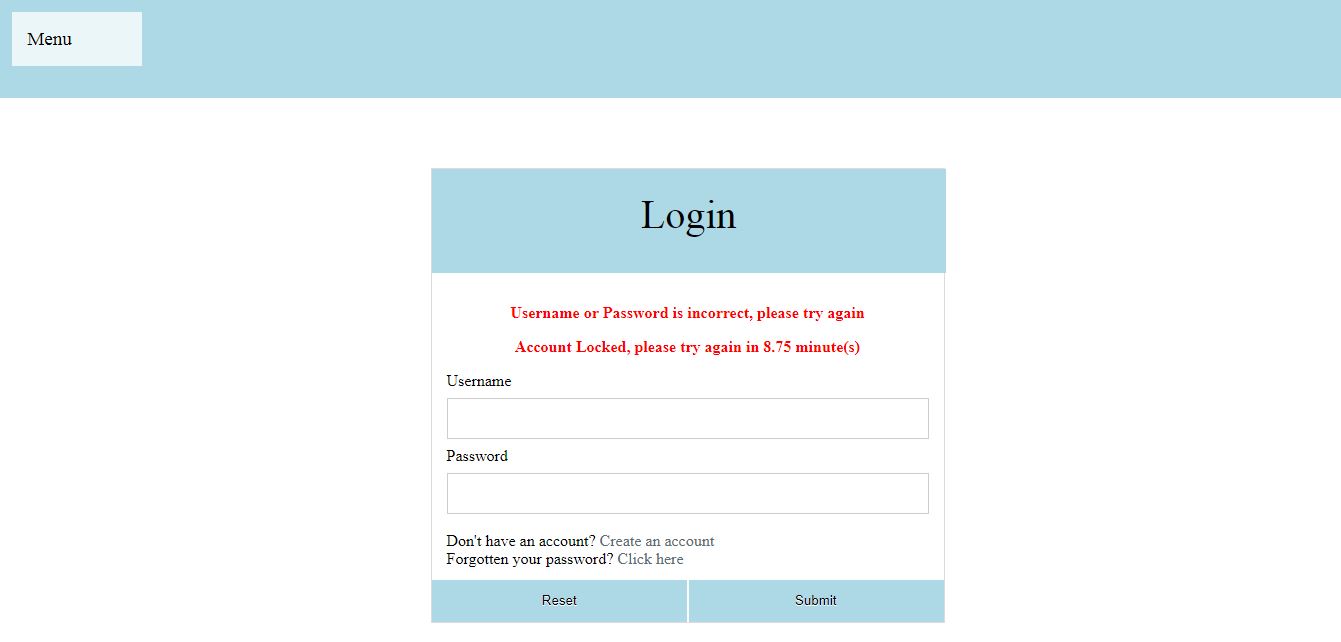 Menu
Login
Username or Password is incorrect, please try again
Account Locked, please try again in 8.75 minute(s)
Username
Password
Don't have an account? Create an account
Forgotten your password? Click here
Reset Submit